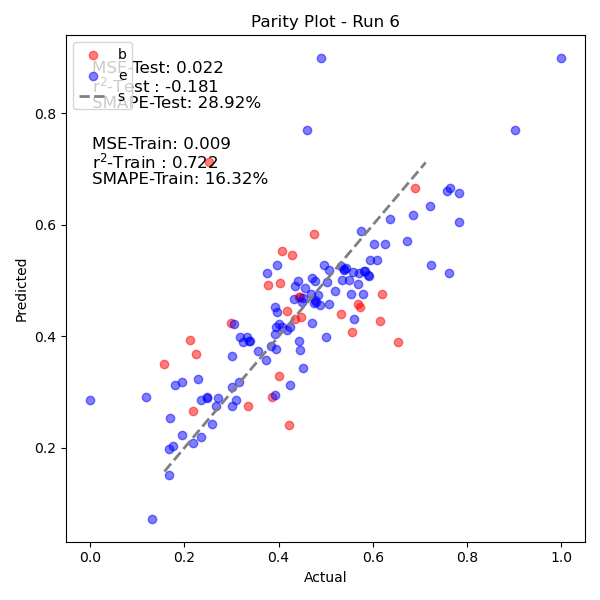 Parity Plot - Run 6
b
e
s
MSE-Test: 0.022
r²-Test : -0.181
SMAPE-Test: 28.92%
MSE-Train: 0.009
r²-Train : 0.722
SMAPE-Train: 16.32%
Predicted
0.8
0.6
0.4
0.2
0.0 0.2 0.4 0.6 0.8 1.0
Actual